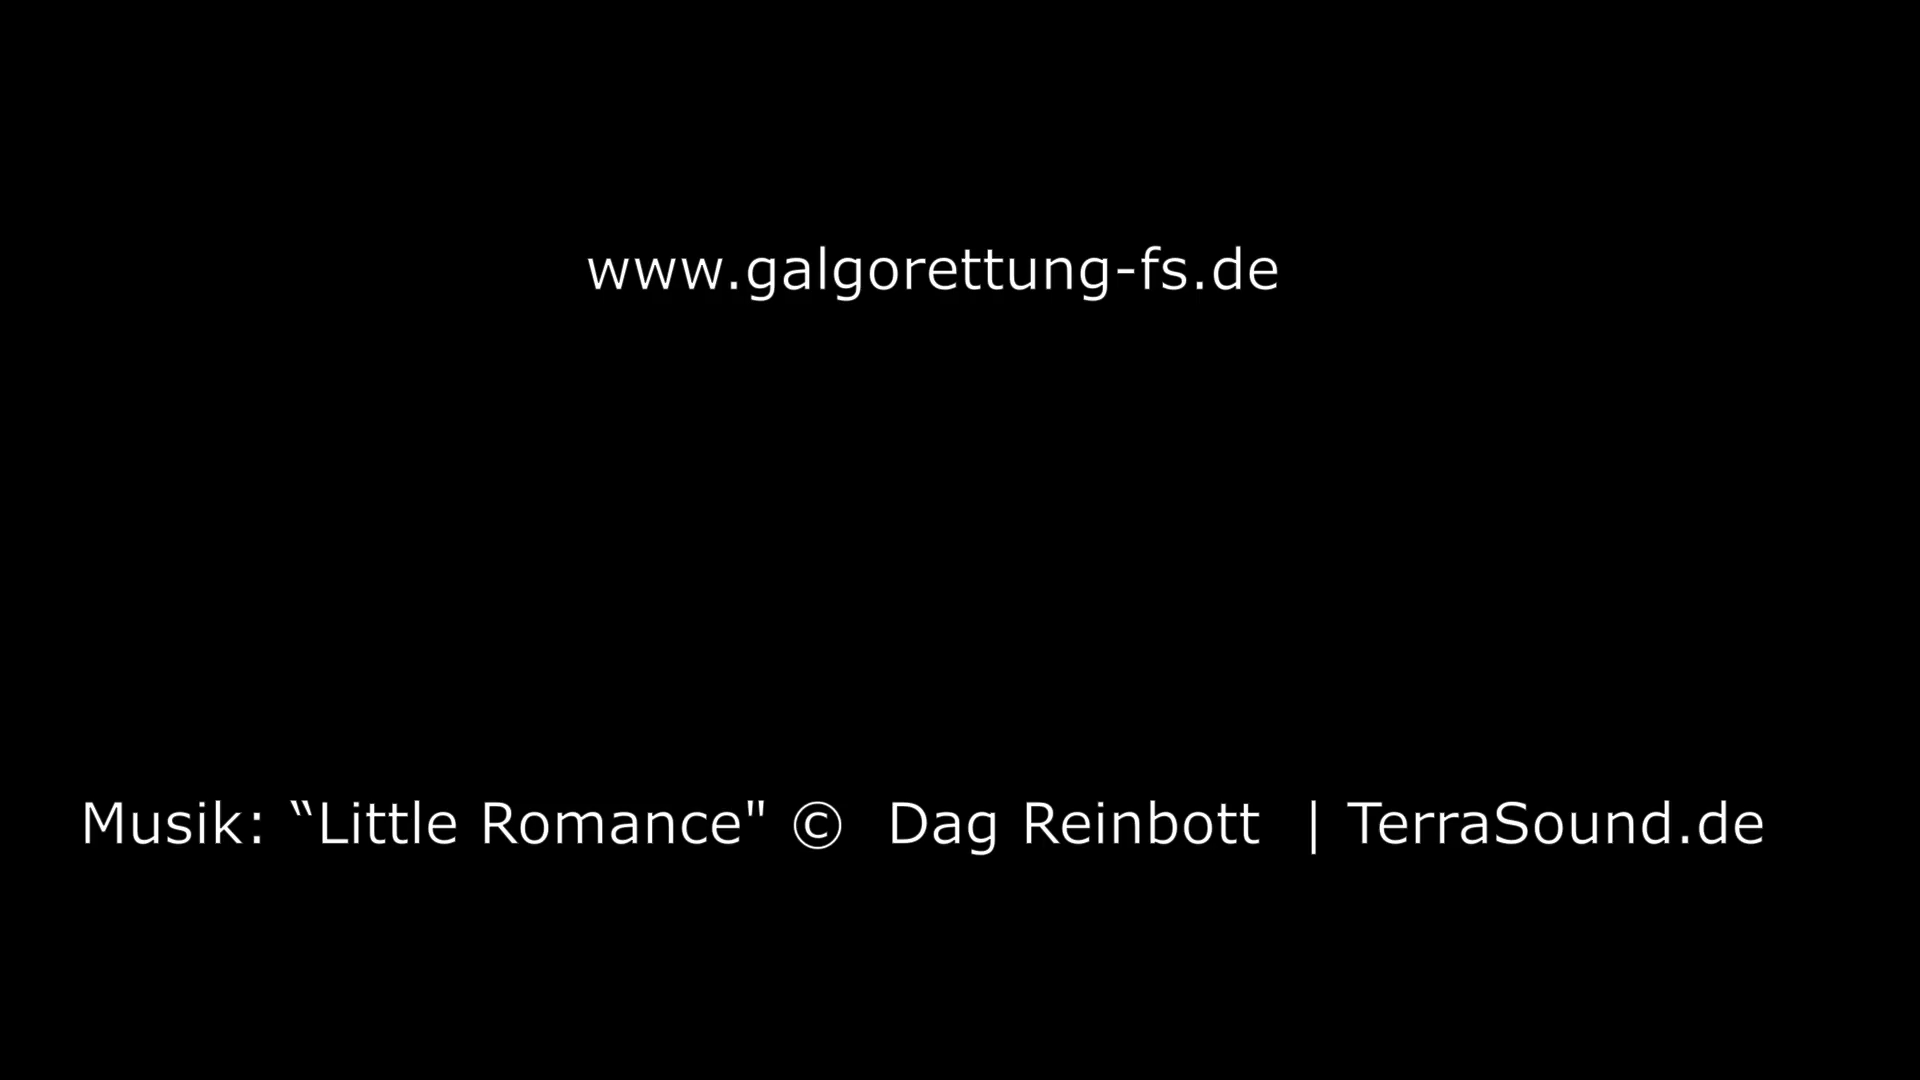 www.galgorettung-fs.de
Musik: “Little Romance" ©  Dag Reinbott  | TerraSound.de